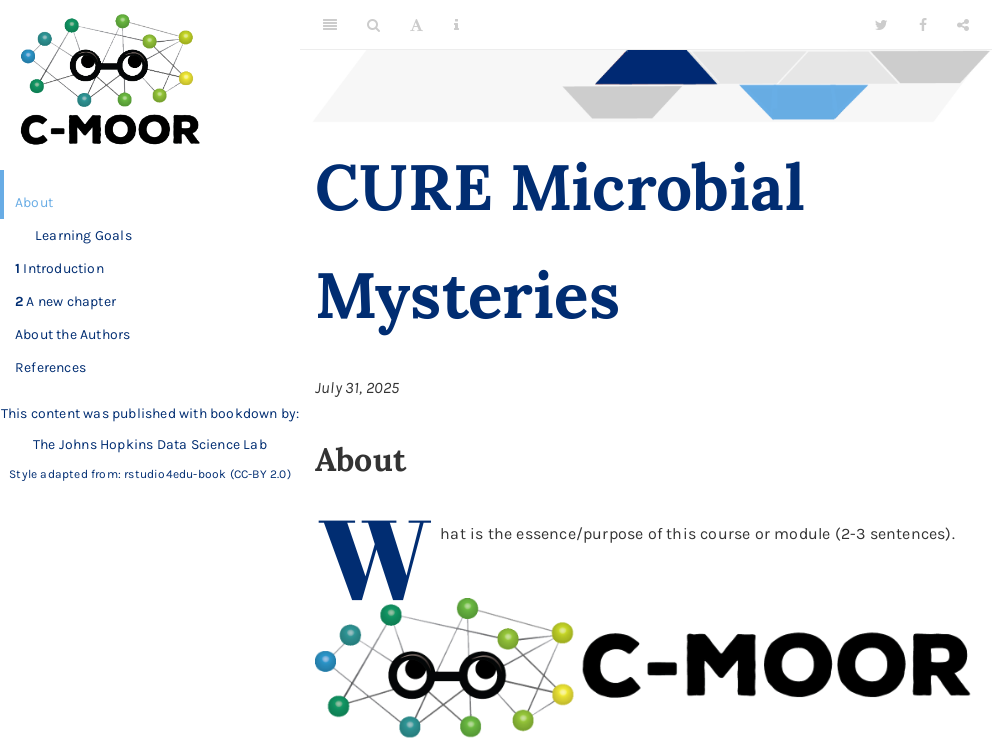 C-MOOR
About
Learning Goals
1 Introduction
2 A new chapter
About the Authors
References
This content was published with bookdown by:
The Johns Hopkins Data Science Lab
Style adapted from: rstudio4edu-book (CC-BY 2.0)
CURE Microbial
Mysteries
July 31, 2025
About
What is the essence/purpose of this course or module (2-3 sentences).
C-MOOR